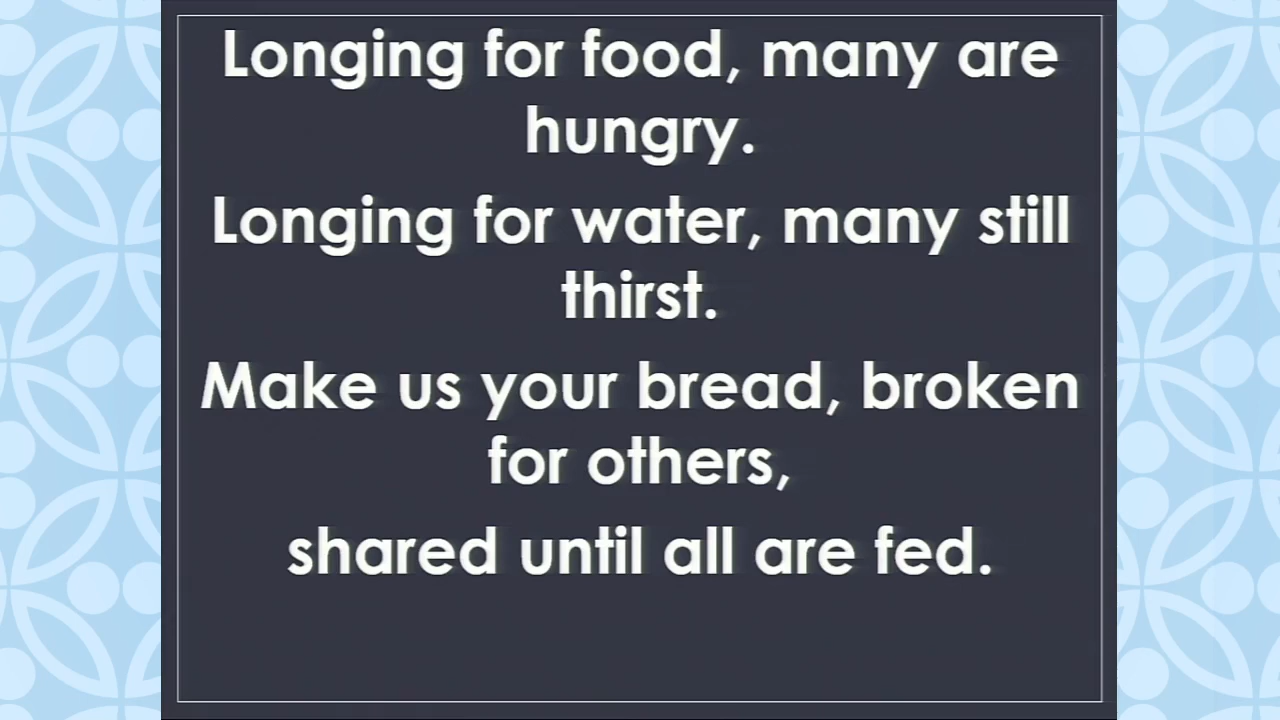 Longing for food, many are
hungry.
Longing for water, many still
thirst.
Make us your bread, broken
for others,
shared until all are fed.